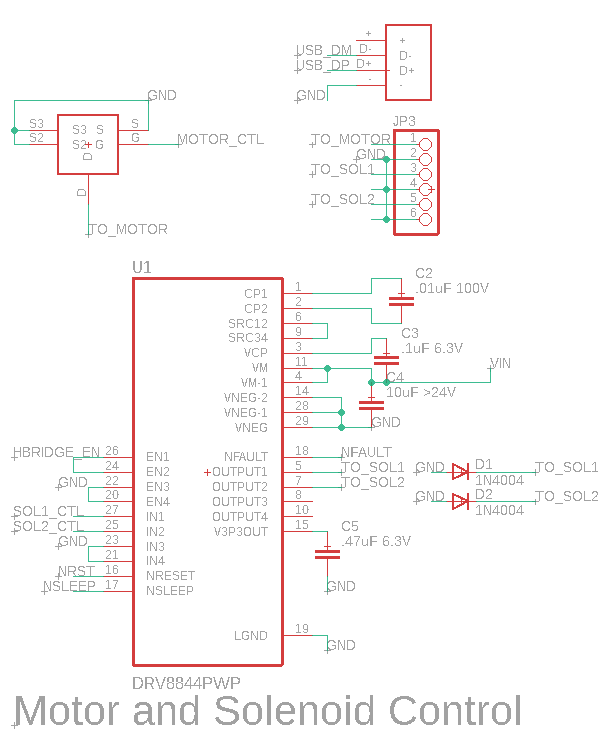 +
USB_DM D-
USB_DP D+
-
GND
+
D-
D+
-
GND
S3 S3 S S
S2 S2 G G
D
D
MOTOR_CTL
TO_MOTOR
JP3
TO_MOTOR 1
GND 2
TO_SOL1 3
4
TO_SOL2 5
6
U1
CP1 1
CP2 2
SRC12 6
SRC34 9
VCP 3
VM 11
VM-1 4
VNEG-2 14
VNEG-1 28
VNEG 29
C2
.01uF 100V
C3
.1uF 6.3V
VIN
C4
10uF >24V
GND
HBRIDGE_EN 26 EN1
24 EN2
GND 22 EN3
20 EN4
SOL1_CTL 27 IN1
SOL2_CTL 25 IN2
GND 23 IN3
21 IN4
NRST 16 NRESET
NSLEEP 17 NSLEEP
NFAULT 18 NFAULT
OUTPUT1 5 TO_SOL1
OUTPUT2 7 TO_SOL2
OUTPUT3 8
OUTPUT4 10
V3P3OUT 15
GND D1 TO_SOL1
1N4004
GND D2 TO_SOL2
1N4004
C5
.47uF 6.3V
GND
LGND 19
GND
DRV8844PWP
Motor and Solenoid Control